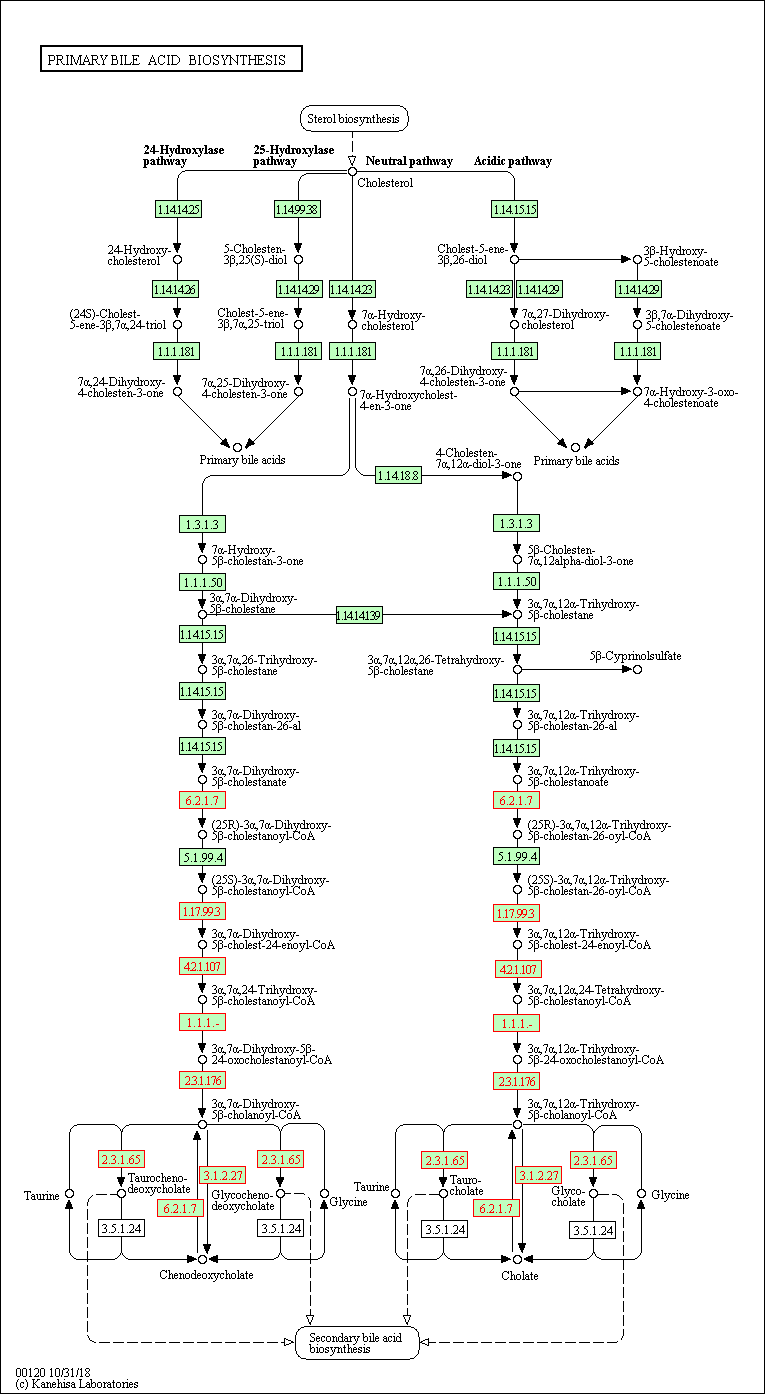 PRIMARY BILE ACID BIOSYNTHESIS
Sterol biosynthesis
24-Hydroxylase
pathway
25-Hydroxylase
pathway
Neutral pathway
Acidic pathway
Cholesterol
1.14.14.25
1.14.99.38
1.14.15.15
24-Hydroxy-
cholesterol
5-Cholesten-
3β,25(S)-diol
Cholest-5-ene-
3β,26-diol
3β-Hydroxy-
5-cholestenoate
1.14.14.26
1.14.14.29
1.14.14.23
1.14.14.23
1.14.14.29
1.14.14.29
(24S)-Cholest-
5-ene-3β,7α,24-triol
Cholest-5-ene-
3β,7α,25-triol
7α-Hydroxy-
cholesterol
7α,27-Dihydroxy-
cholesterol
3β,7α-Dihydroxy-
5-cholestenoate
1.1.1.181
1.1.1.181
1.1.1.181
1.1.1.181
1.1.1.181
7α,24-Dihydroxy-
4-cholesten-3-one
7α,25-Dihydroxy-
4-cholesten-3-one
7α-Hydroxycholest-
4-en-3-one
7α,26-Dihydroxy-
4-cholesten-3-one
7α-Hydroxy-3-oxo-
4-cholestenoate
Primary bile acids
Primary bile acids
4-Cholesten-
7α,12α-diol-3-one
1.14.18.8
1.3.1.3
1.3.1.3
7α-Hydroxy-
5β-cholestan-3-one
5β-Cholesten-
7α,12alpha-diol-3-one
1.1.1.50
1.1.1.50
3α,7α-Dihydroxy-
5β-cholestane
1.14.14.139
3α,7α,12α-Trihydroxy-
5β-cholestane
1.14.15.15
1.14.15.15
3α,7α,26-Trihydroxy-
5β-cholestane
3α,7α,12α,26-Tetrahydroxy-
5β-cholestane
5β-Cyprinolsulfate
1.14.15.15
1.14.15.15
3α,7α-Dihydroxy-
5β-cholestan-26-al
3α,7α,12α-Trihydroxy-
5β-cholestan-26-al
1.14.15.15
1.14.15.15
3α,7α-Dihydroxy-
5β-cholestanate
3α,7α,12α-Trihydroxy-
5β-cholestanoate
6.2.1.7
6.2.1.7
(25R)-3α,7α-Dihydroxy-
5β-cholestanoyl-CoA
(25R)-3α,7α,12α-Trihydroxy-
5β-cholestan-26-oyl-CoA
5.1.99.4
5.1.99.4
(25S)-3α,7α-Dihydroxy-
5β-cholestanoyl-CoA
(25S)-3α,7α,12α-Trihydroxy-
5β-cholestan-26-oyl-CoA
1.17.99.3
1.17.99.3
3α,7α-Dihydroxy-
5β-cholest-24-enoyl-CoA
3α,7α,12α-Trihydroxy-
5β-cholest-24-enoyl-CoA
4.2.1.107
4.2.1.107
3α,7α,24-Trihydroxy-
5β-cholestanoyl-CoA
3α,7α,12α,24-Tetrahydroxy-
5β-cholestanoyl-CoA
1.1.1.-
1.1.1.-
3α,7α-Dihydroxy-5β-
24-oxocholestanoyl-CoA
3α,7α,12α-Trihydroxy-
5β-24-oxocholestanoyl-CoA
2.3.1.176
2.3.1.176
3α,7α-Dihydroxy-
5β-cholanoyl-CoA
3α,7α,12α-Trihydroxy-
5β-cholanoyl-CoA
2.3.1.65
3.1.2.27
2.3.1.65
2.3.1.65
3.1.2.27
2.3.1.65
Taurine
Taurocheno-
deoxycholate
Glycocheno-
deoxycholate
Glycine
Taurine
Tauro-
cholate
Glyco-
cholate
Glycine
6.2.1.7
6.2.1.7
3.5.1.24
3.5.1.24
3.5.1.24
3.5.1.24
Chenodeoxycholate
Cholate
Secondary bile acid
biosynthesis
00120 10/31/18
(c) Kanehisa Laboratories